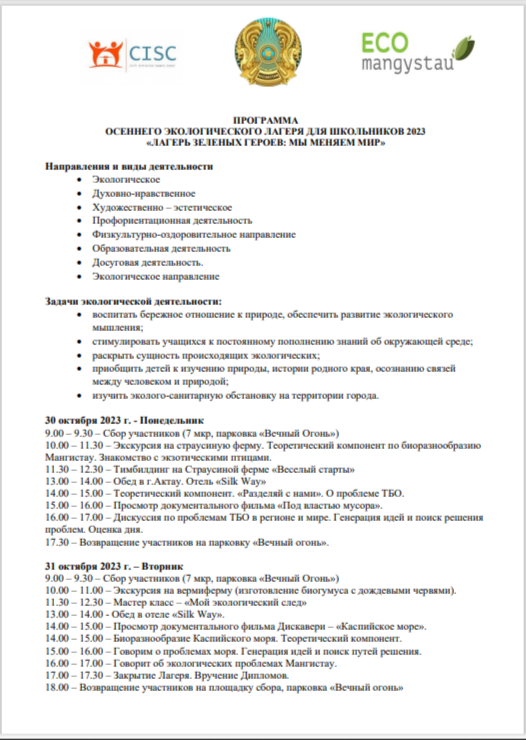 CISC
ECO
mangystau
ПРОГРАММА
ОСЕННЕГО ЭКОЛОГИЧЕСКОГО ЛАГЕРЯ ДЛЯ ШКОЛЬНИКОВ 2023
«ЛАГЕРЬ ЗЕЛЕНЫХ ГЕРОЕВ: МЫ МЕНЯЕМ МИР»
Направления и виды деятельности
• Экологическое
• Духовно-нравственное
• Художественно – эстетическое
• Профориентационная деятельность
• Физкультурно-оздоровительное направление
• Образовательная деятельность
• Досуговая деятельность.
• Экологическое направление
Задачи экологической деятельности:
• воспитать бережное отношение к природе, обеспечить развитие экологического
мышления;
• стимулировать учащихся к постоянному пополнению знаний об окружающей среде;
• раскрыть сущность происходящих экологических;
• приобщить детей к изучению природы, истории родного края, осознанию связей
между человеком и природой;
• изучить эколого-санитарную обстановку на территории города.
30 октября 2023 г. - Понедельник
9.00 – 9.30 – Сбор участников (7 мкр, парковка «Вечный Огонь»)
10.00 – 11.30 – Экскурсия на страусиную ферму. Теоретический компонент по биоразнообразию
Мангистау. Знакомство с экзотическими птицами.
11.30 – 12.30 – Тимбилдинг на Страусиной ферме «Веселый старты»
13.00 – 14.00 – Обед в г.Актау. Отель «Silk Way»
14.00 – 15.00 – Теоретический компонент. «Разделяй с нами». О проблеме ТБО.
15.00 – 16.00 – Просмотр документального фильма «Под властью мусора».
16.00 – 17.00 – Дискуссия по проблемам ТБО в регионе и мире. Генерация идей и поиск решения
проблем. Оценка дня.
17.30 – Возвращение участников на парковку «Вечный огонь».
31 октября 2023 г. – Вторник
9.00 – 9.30 – Сбор участников (7 мкр, парковка «Вечный Огонь»)
10.00 – 11.00 – Экскурсия на вермиферму (изготовление биогумуса с дождевыми червями).
11.30 – 12.30 – Мастер класс – «Мой экологический след»
13.00 – 14.00 - Обед в отеле «Silk Way».
14.00 – 15.00 – Просмотр документального фильма Дискавери – «Каспийское море».
14.00 – 15.00 – Биоразнообразие Каспийского моря. Теоретический компонент.
15.00 – 16.00 – Говорим о проблемах моря. Генерация идей и поиск путей решения.
16.00 – 17.00 – Говорит об экологических проблемах Мангистау.
17.00 – 17.30 – Закрытие Лагеря. Вручение Дипломов.
18.00 – Возвращение участников на площадку сбора, парковка «Вечный огонь»